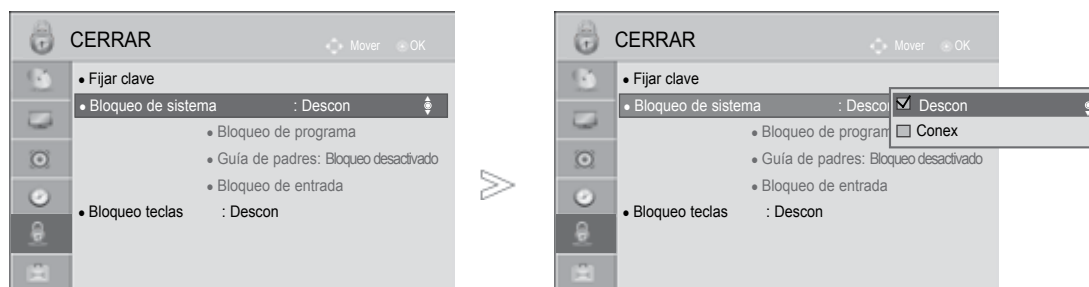 CERRAR
Mover OK
• Fijar clave
• Bloqueo de sistema : Descon
• Bloqueo de programa
• Guía de padres: Bloqueo desactivado
• Bloqueo de entrada
• Bloqueo teclas : Descon
CERRAR
Mover OK
• Fijar clave
• Bloqueo de sistema : Descon
Descon
Conex
• Bloqueo de program
• Guía de padres: Bloqueo desactivado
• Bloqueo de entrada
• Bloqueo teclas : Descon